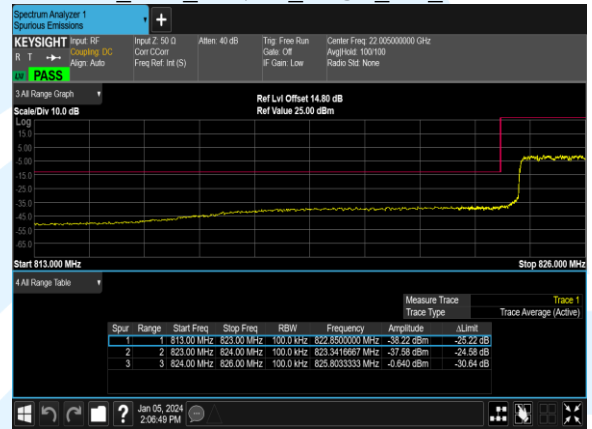 Spectrum Analyzer 1
Spurious Emissions
KEYSIGHT Input: RF Input Z: 50 Ω Atten: 40 dB Trig: Free Run Center Freq: 22.005000000 GHz
R T Coupling: DC Corr CCorr Gate: Off Avg|Hold: 100/100
Align: Auto Freq Ref: Int (S) IF Gain: Low Radio Std: None
LXI PASS
3 All Range Graph
Ref Lvl Offset 14.80 dB
Scale/Div 10.0 dB Ref Value 25.00 dBm
Log
15.0
5.00
-5.00
-15.0
-25.0
-35.0
-45.0
-55.0
-65.0
Start 813.000 MHz Stop 826.000 MHz
4 All Range Table
Measure Trace Trace 1
Trace Type Trace Average (Active)
Spur Range Start Freq Stop Freq RBW Frequency Amplitude ΔLimit
1 1 813.00 MHz 823.00 MHz 100.0 kHz 822.8500000 MHz -38.22 dBm -25.22 dB
2 2 823.00 MHz 824.00 MHz 100.0 kHz 823.3416667 MHz -37.58 dBm -24.58 dB
3 3 824.00 MHz 826.00 MHz 100.0 kHz 825.8033333 MHz -0.640 dBm -30.64 dB
Jan 05, 2024
2:06:49 PM